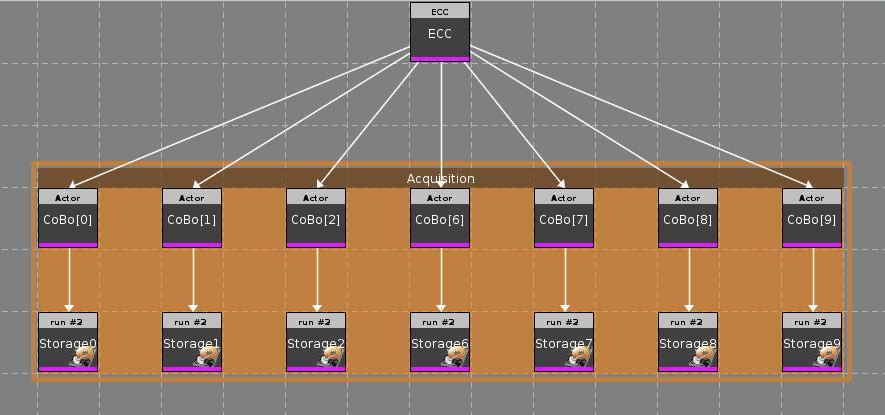 ECC
ECC
Acquisition
Actor Actor Actor Actor Actor Actor Actor
CoBo[0] CoBo[1] CoBo[2] CoBo[6] CoBo[7] CoBo[8] CoBo[9]
run #2 run #2 run #2 run #2 run #2 run #2 run #2
Storage0 Storage1 Storage2 Storage6 Storage7 Storage8 Storage9